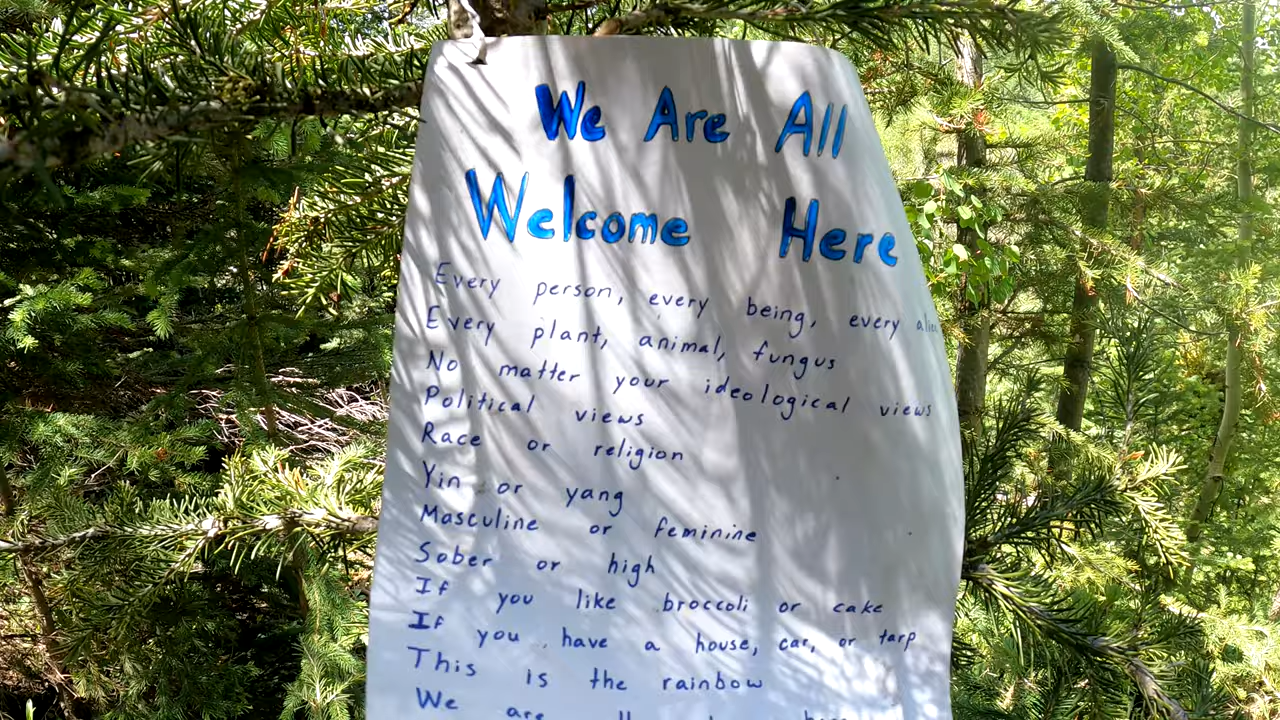 We Are All
Welcome Here
Every person, every being, every
Every plant, animal, fungus
No matter your ideological views
Political views
Race or religion
Yin or yang
Masculine or feminine
Sober or high
If you like broccoli or cake
If you have a house, car, or tarp
This is the rainbow
We are